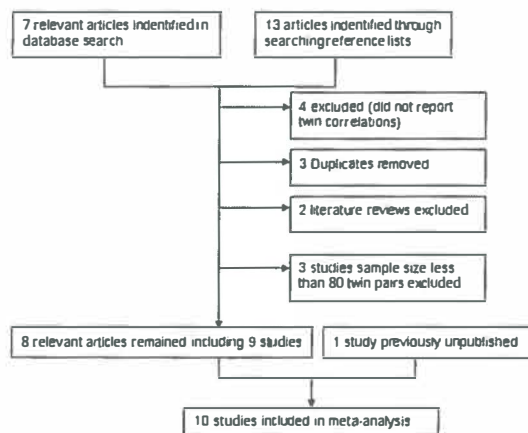 7 relevant articles indentified in
database search
13 articles indentified through
searching reference lists
4 excluded (did not report
twin correlations)
3 Duplicates removed
2 literature reviews excluded
3 studies sample size less
than 80 twin pairs excluded
8 relevant articles remained including 9 studies
1 study previously unpublished
10 studies included in meta-analysis